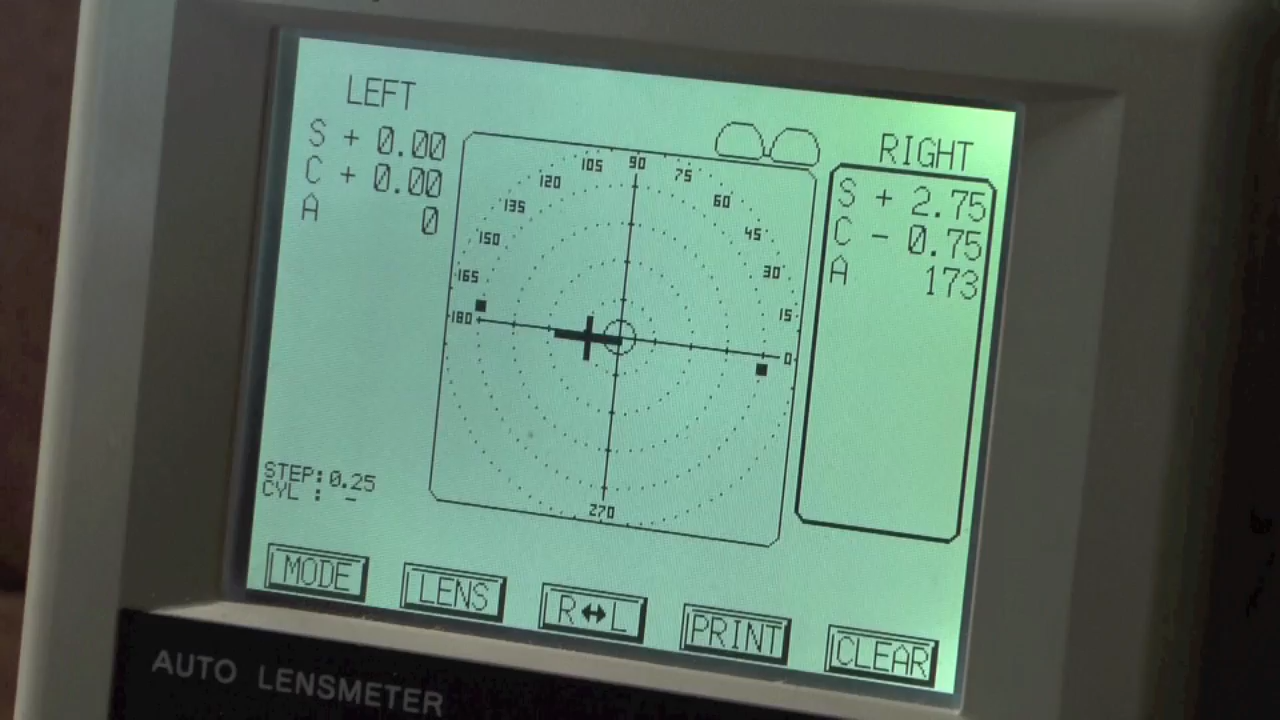 LEFT
S + 0.00
C + 0.00
A 0
RIGHT
S + 2.75
C - 0.75
A 173
105 90 75
120 60
135 45
150 30
165 15
180 0
270
STEP:0.25
CYL : -
MODE LENS R↔L PRINT CLEAR
AUTO LENSMETER